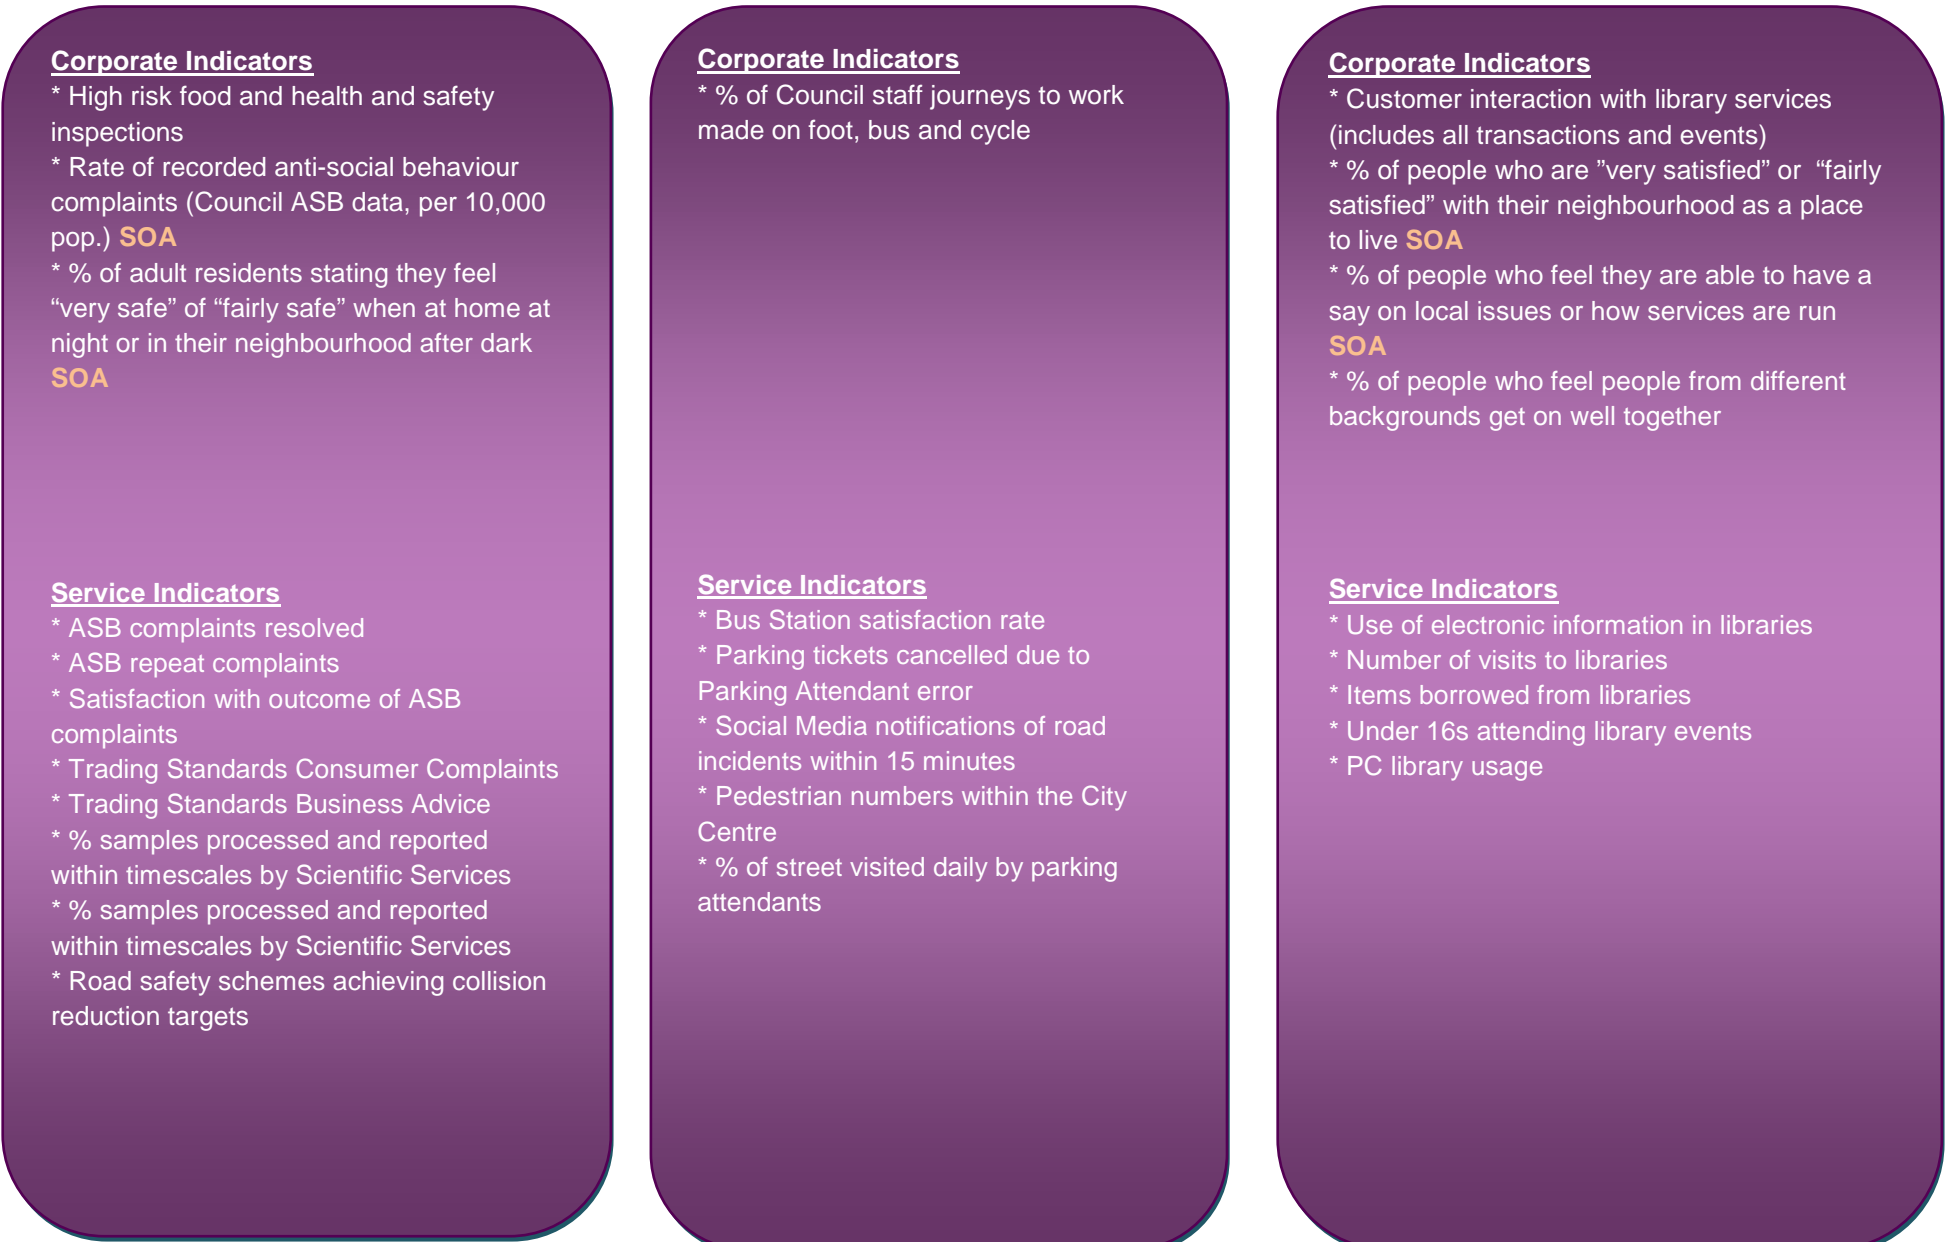 Corporate Indicators
* High risk food and health and safety
inspections
* Rate of recorded anti-social behaviour
complaints (Council ASB data, per 10,000
pop.) SOA
* % of adult residents stating they feel
“very safe” of “fairly safe” when at home at
night or in their neighbourhood after dark
SOA
Service Indicators
* ASB complaints resolved
* ASB repeat complaints
* Satisfaction with outcome of ASB
complaints
* Trading Standards Consumer Complaints
* Trading Standards Business Advice
* % samples processed and reported
within timescales by Scientific Services
* % samples processed and reported
within timescales by Scientific Services
* Road safety schemes achieving collision
reduction targets
Corporate Indicators
* % of Council staff journeys to work
made on foot, bus and cycle
Service Indicators
* Bus Station satisfaction rate
* Parking tickets cancelled due to
Parking Attendant error
* Social Media notifications of road
incidents within 15 minutes
* Pedestrian numbers within the City
Centre
* % of street visited daily by parking
attendants
Corporate Indicators
* Customer interaction with library services
(includes all transactions and events)
* % of people who are ”very satisfied” or “fairly
satisfied” with their neighbourhood as a place
to live SOA
* % of people who feel they are able to have a
say on local issues or how services are run
SOA
* % of people who feel people from different
backgrounds get on well together
Service Indicators
* Use of electronic information in libraries
* Number of visits to libraries
* Items borrowed from libraries
* Under 16s attending library events
* PC library usage